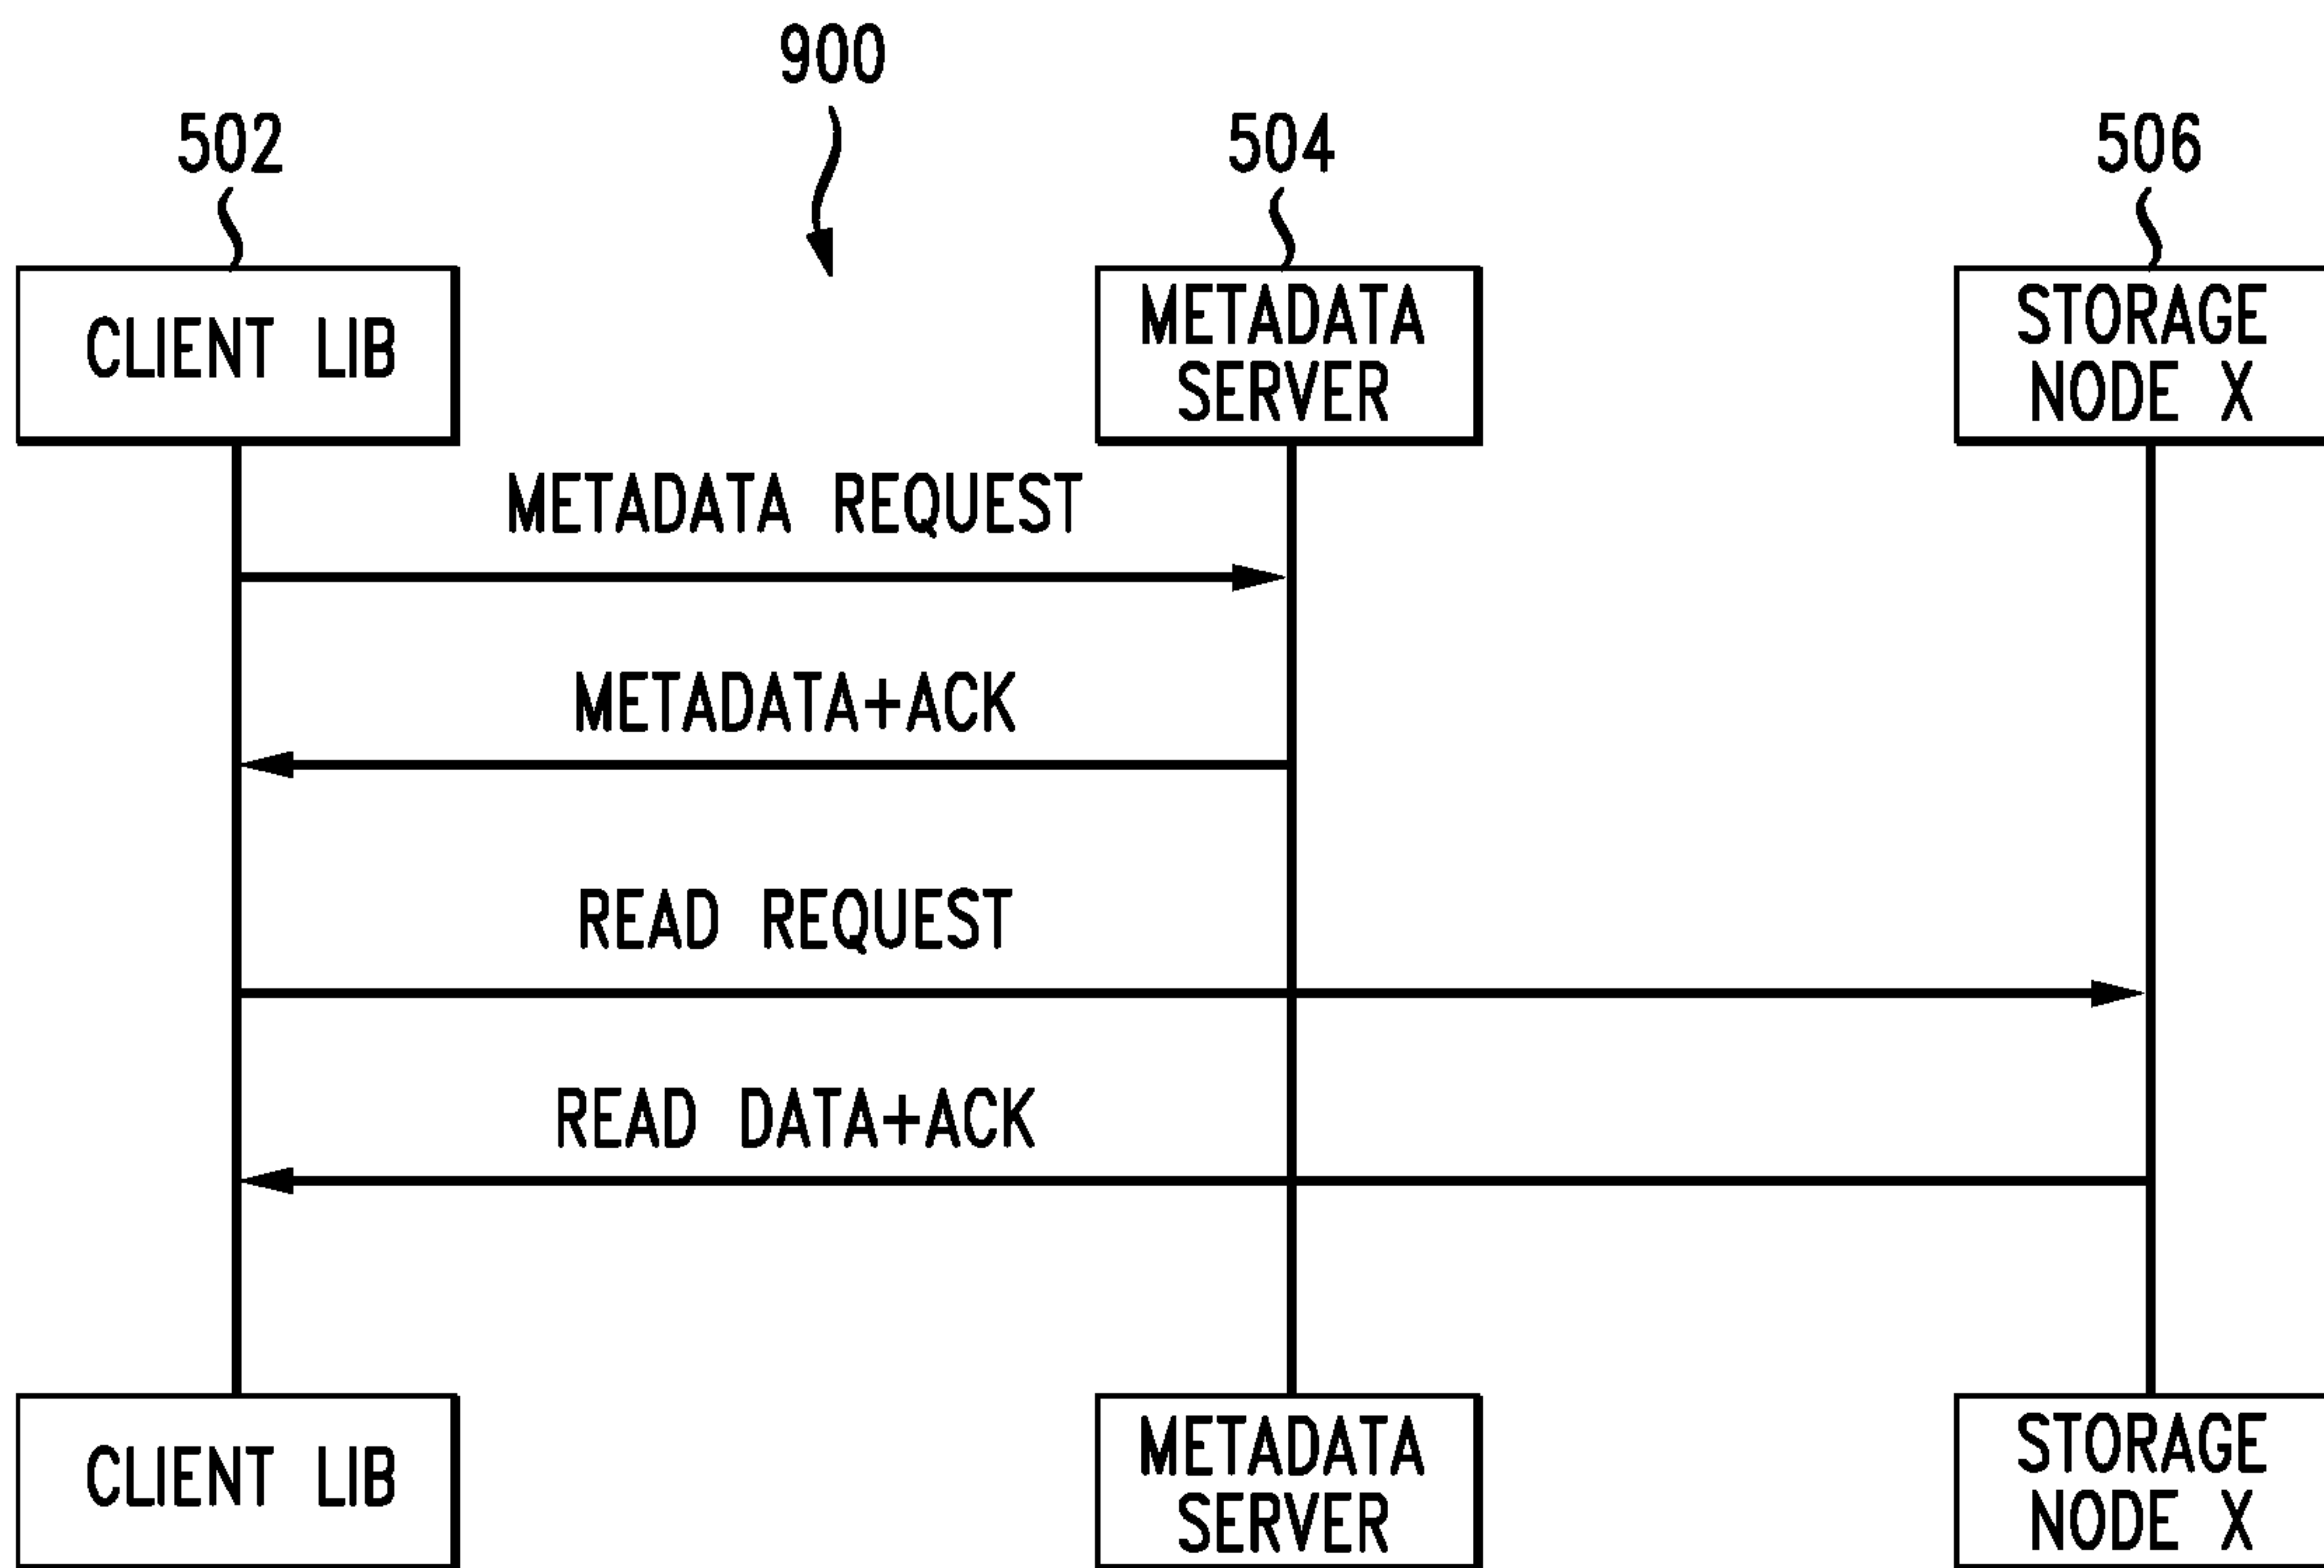 900
502
504
506
CLIENT LIB
METADATA
SERVER
STORAGE
NODE X
METADATA REQUEST
METADATA+ACK
READ REQUEST
READ DATA+ACK
CLIENT LIB
METADATA
SERVER
STORAGE
NODE X